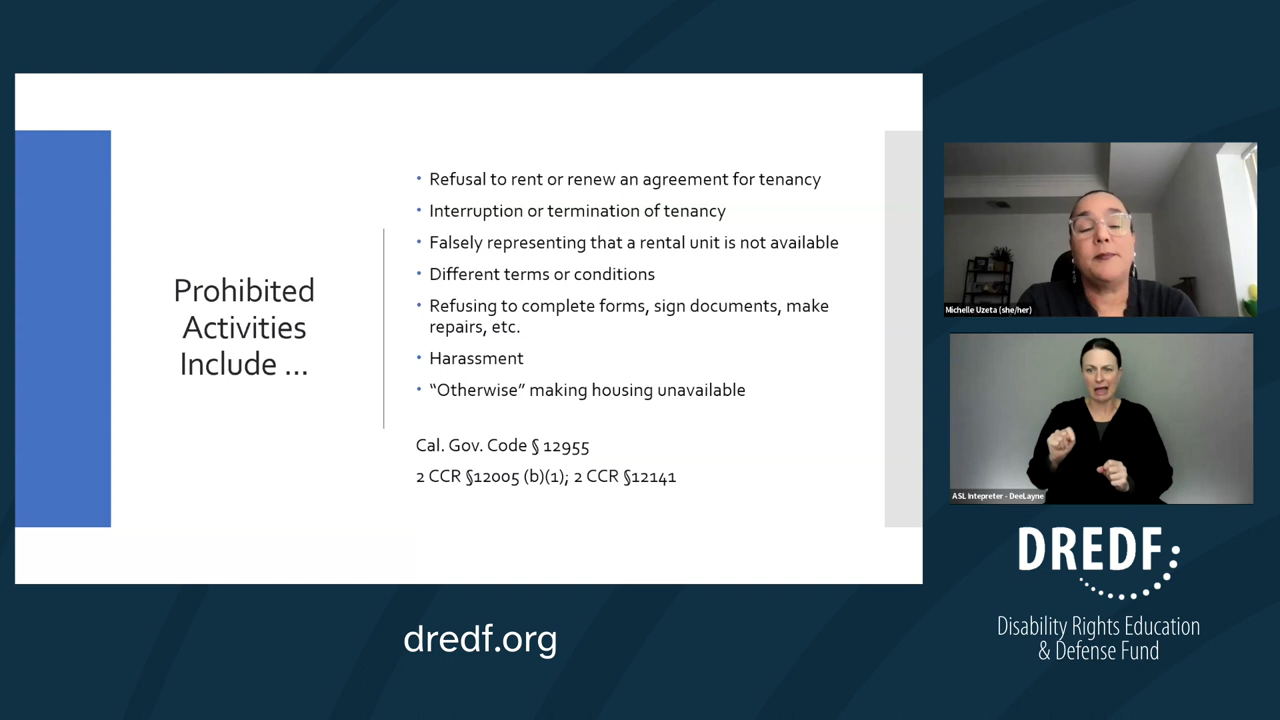 Prohibited
Activities
Include ...
• Refusal to rent or renew an agreement for tenancy
• Interruption or termination of tenancy
• Falsely representing that a rental unit is not available
• Different terms or conditions
• Refusing to complete forms, sign documents, make
repairs, etc.
• Harassment
• “Otherwise” making housing unavailable
Cal. Gov. Code § 12955
2 CCR §12005 (b)(1); 2 CCR §12141
Michelle Uzeta (she/her)
ASL Intepreter - DeeLayne
DREDF
Disability Rights Education
& Defense Fund
dredf.org